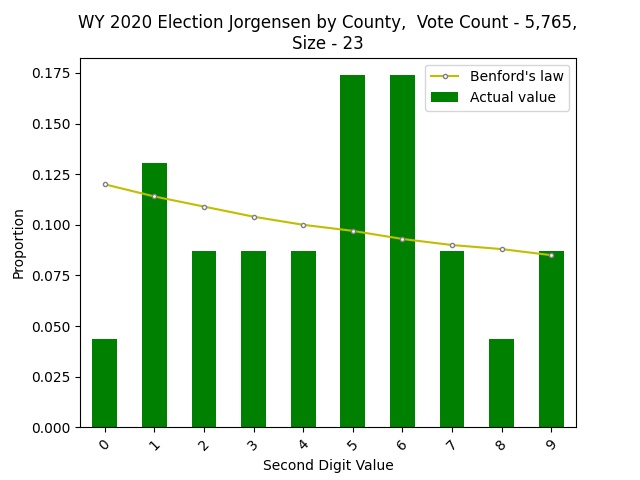 WY 2020 Election Jorgensen by County,  Vote Count - 5,765,
Size - 23
Benford's law
Actual value
0.175
0.150
0.125
0.100
0.075
0.050
0.025
0.000
Proportion
0 1 2 3 4 5 6 7 8 9
Second Digit Value